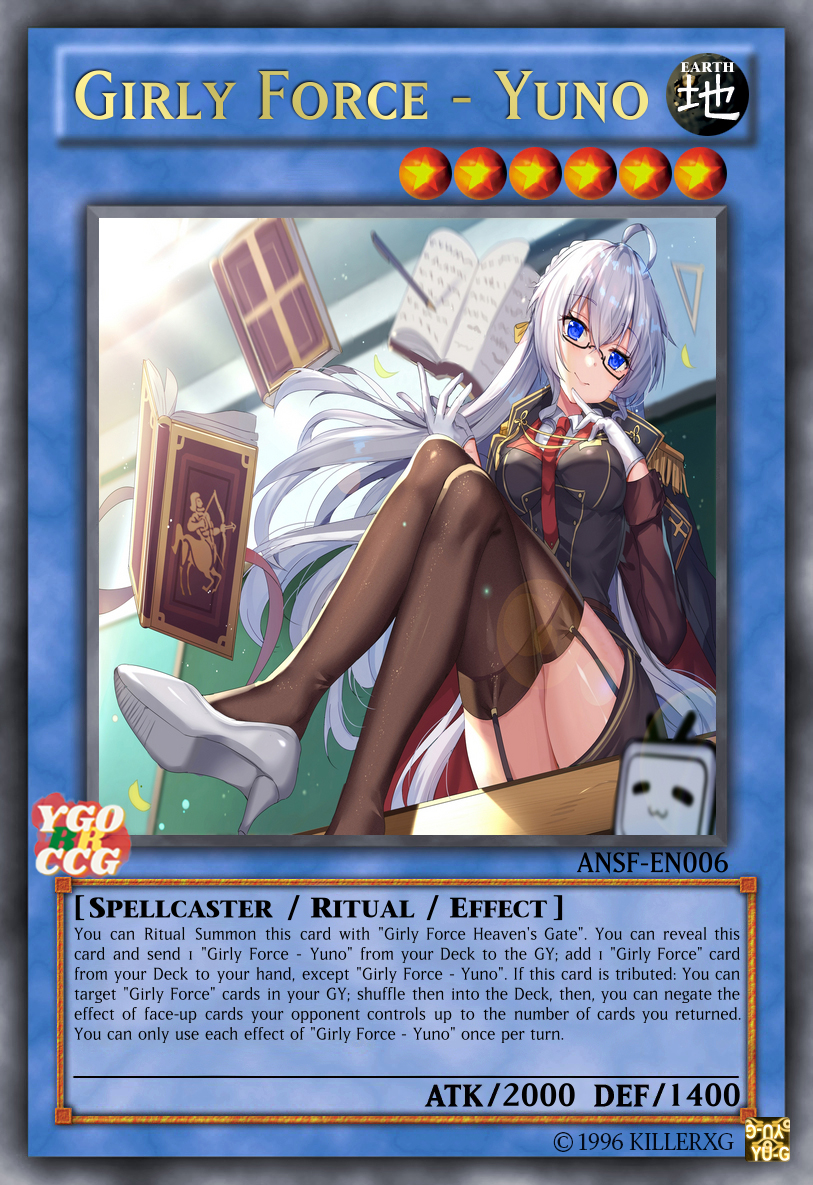 GIRLY FORCE - YUNO
EARTH
地
YGO
RR
CCG
ANSF-EN006
[ SPELLCASTER / RITUAL / EFFECT ]
You can Ritual Summon this card with "Girly Force Heaven's Gate". You can reveal this
card and send 1 "Girly Force - Yuno" from your Deck to the GY; add 1 "Girly Force" card
from your Deck to your hand, except "Girly Force - Yuno". If this card is tributed: You can
target "Girly Force" cards in your GY; shuffle then into the Deck, then, you can negate the
effect of face-up cards your opponent controls up to the number of cards you returned.
You can only use each effect of "Girly Force - Yuno" once per turn.
ATK/2000 DEF/1400
© 1996 KILLERXG